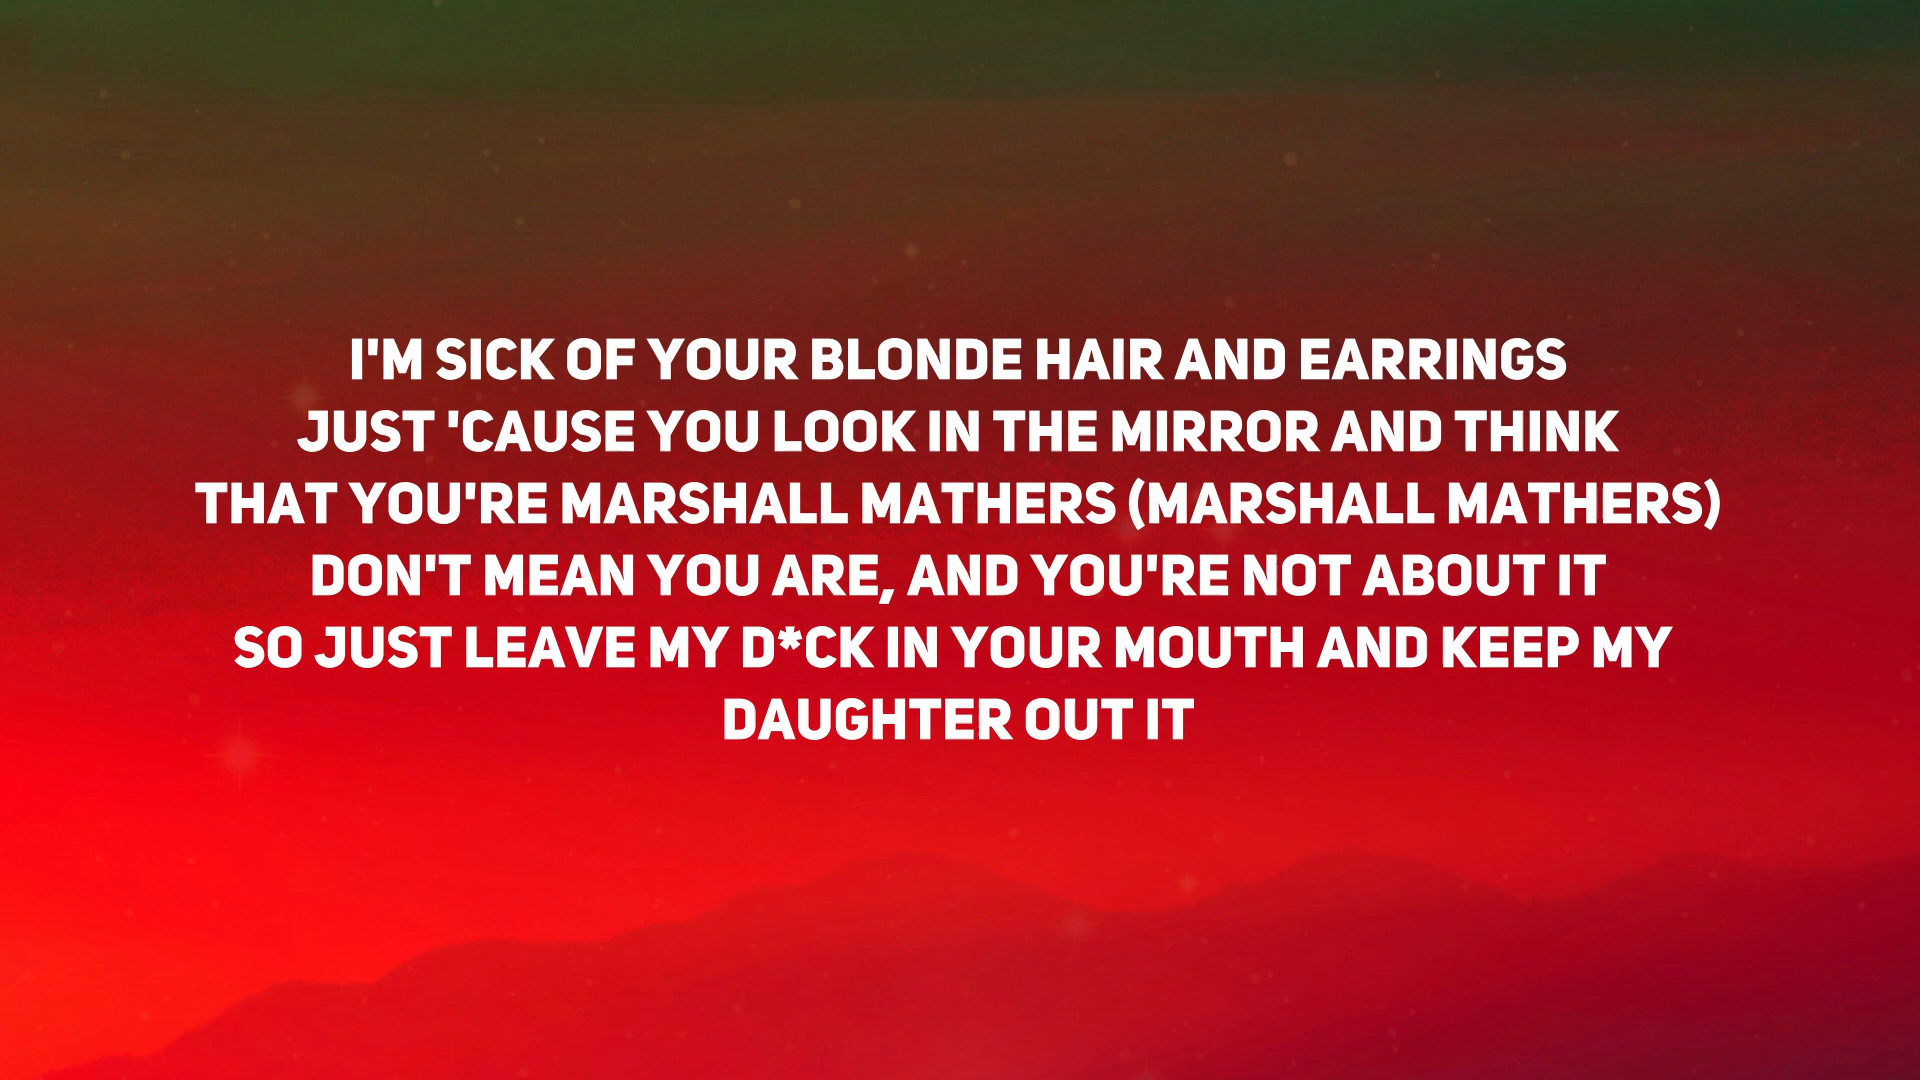 I'M SICK OF YOUR BLONDE HAIR AND EARRINGS
JUST 'CAUSE YOU LOOK IN THE MIRROR AND THINK
THAT YOU'RE MARSHALL MATHERS (MARSHALL MATHERS)
DON'T MEAN YOU ARE, AND YOU'RE NOT ABOUT IT
SO JUST LEAVE MY D*CK IN YOUR MOUTH AND KEEP MY
DAUGHTER OUT IT